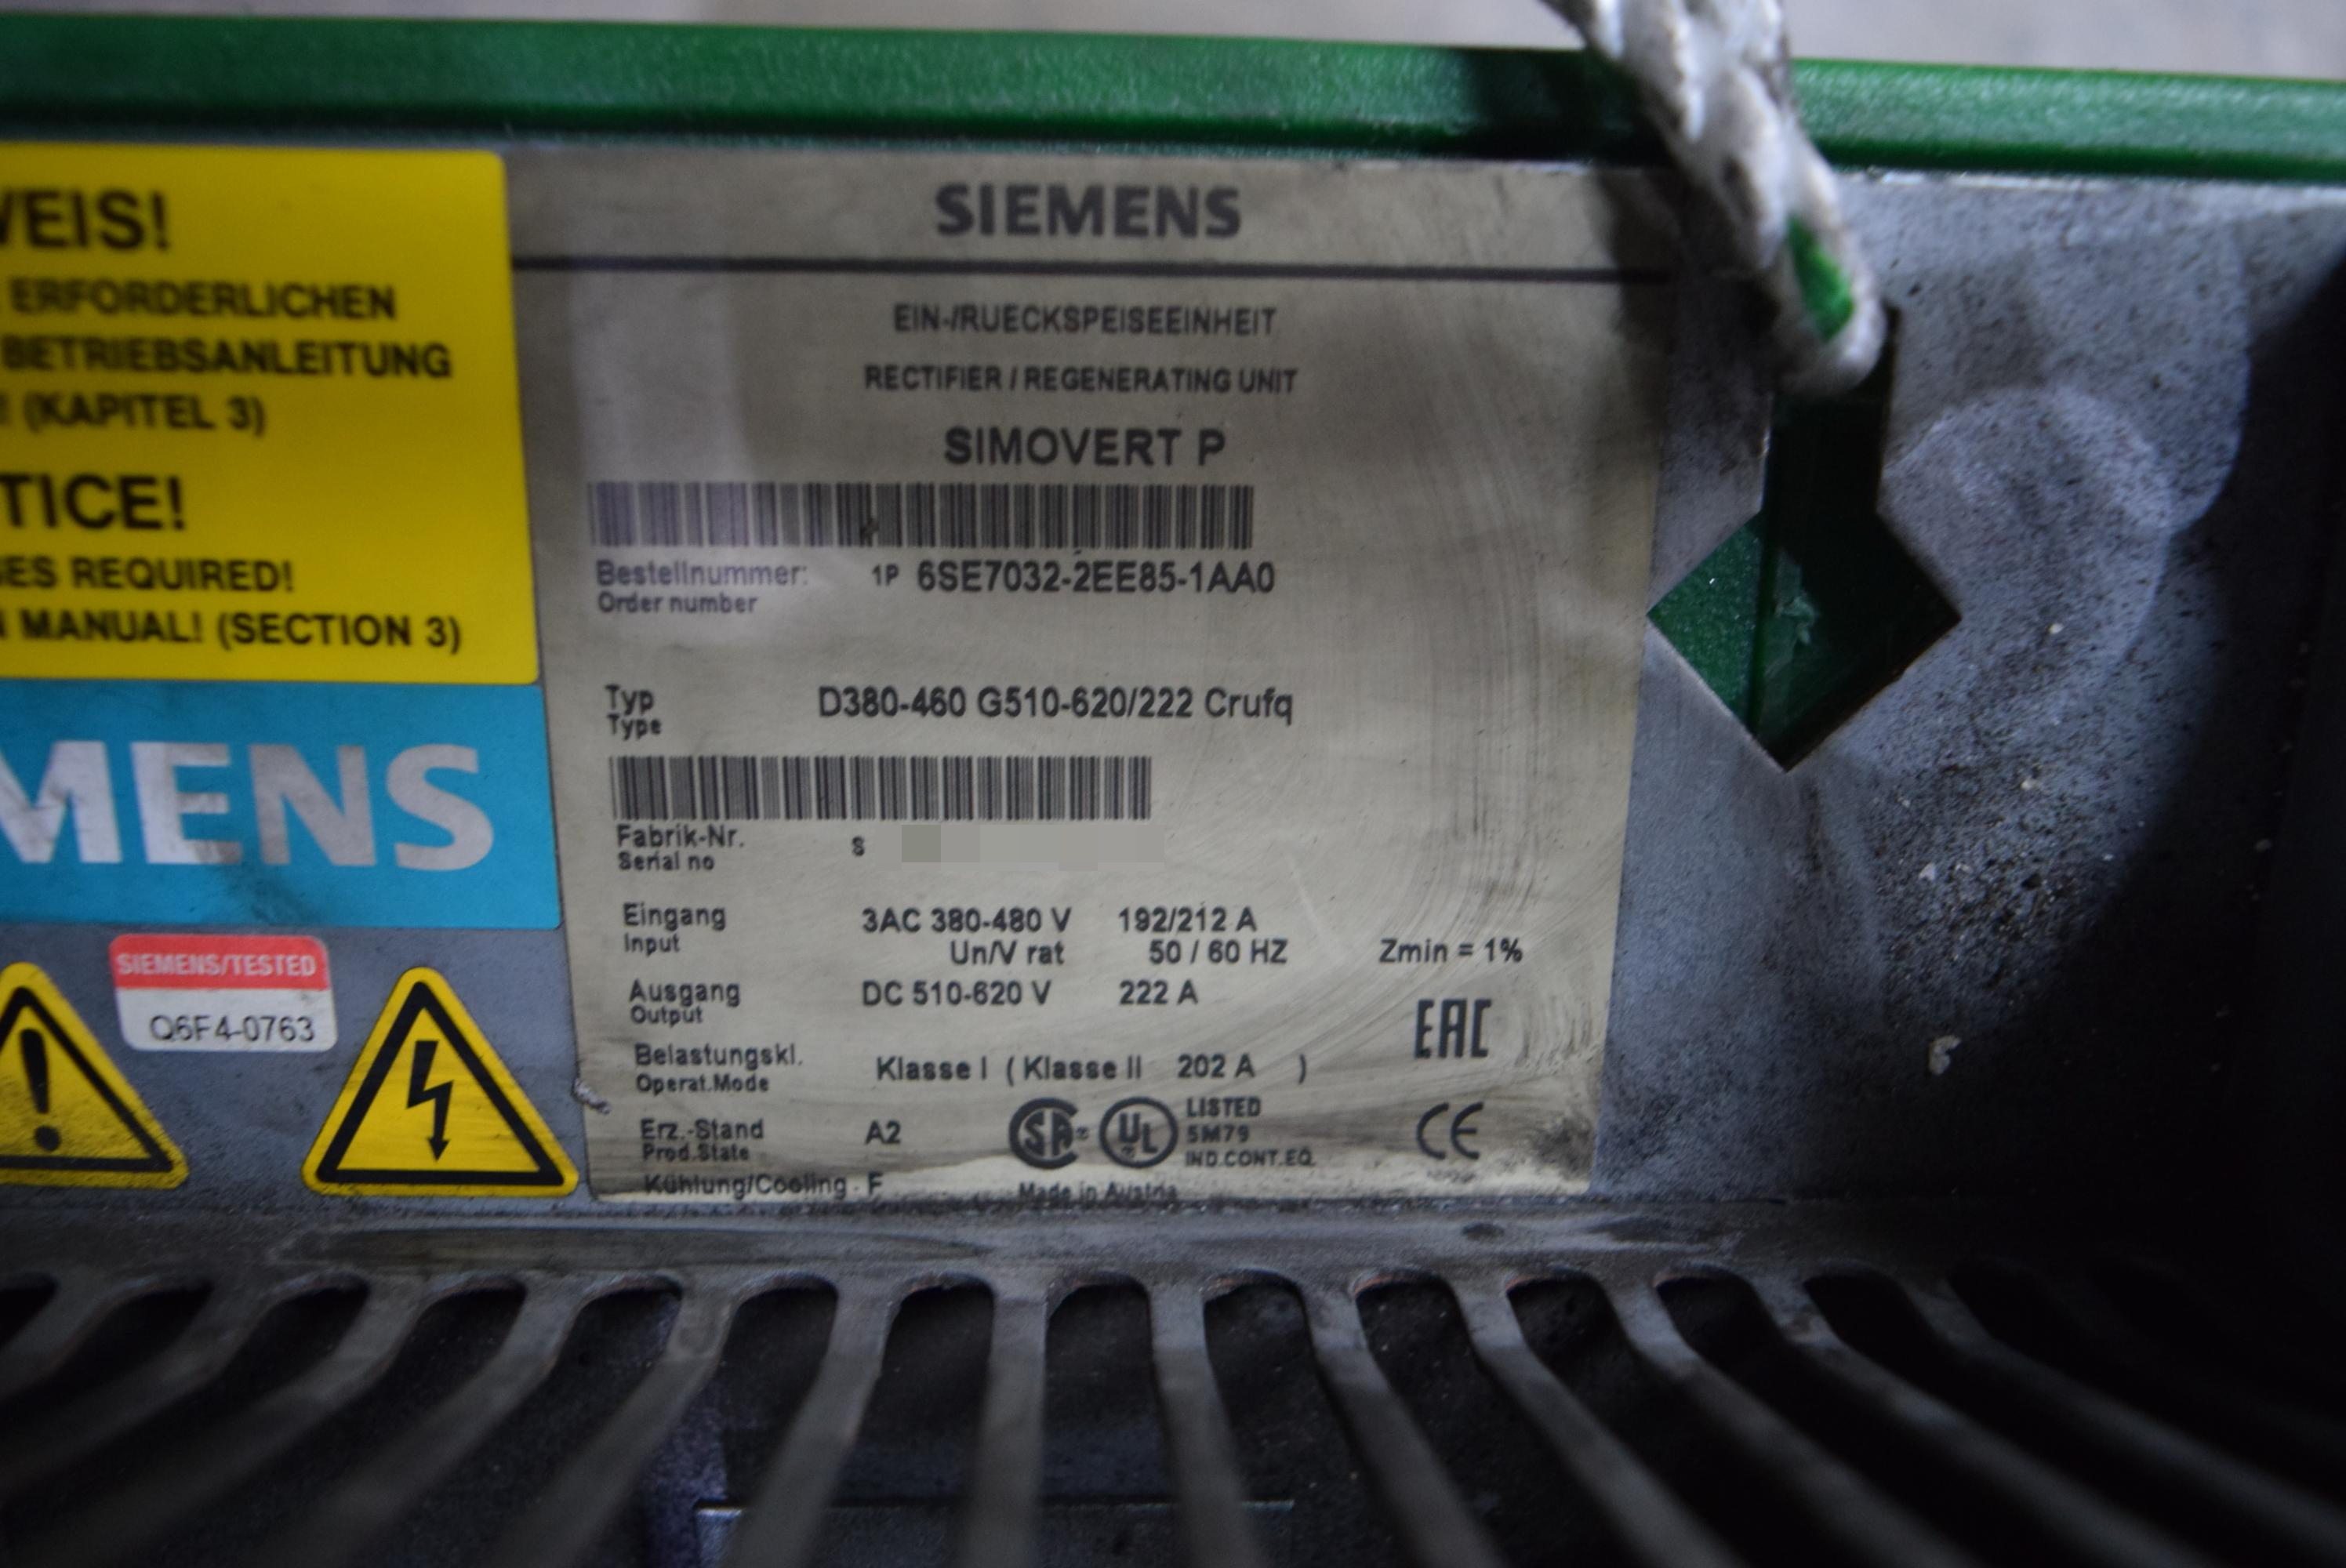 VEIS!
ERFORDERLICHEN
BETRIEBSANLEITUNG
! (KAPITEL 3)
TICE!
GES REQUIRED!
N MANUAL! (SECTION 3)
MENS
SIEMENS/TESTED
Q6F4-0763
SIEMENS
EIN-/RUECKSPEISEEINHEIT
RECTIFIER / REGENERATING UNIT
SIMOVERT P
Bestellnummer: 1P 6SE7032-2EE85-1AA0
Order number
Typ D380-460 G510-620/222 Crufq
Type
Fabrik-Nr. S
Serial no
Eingang 3AC 380-480 V 192/212 A
Input Un/V rat 50 / 60 HZ Zmin = 1%
Ausgang DC 510-620 V 222 A
Output
EAC
Belastungskl. Klasse I ( Klasse II 202 A )
Operat.Mode
Erz.-Stand A2
Prod.State
SA UL LISTED
5M79
IND.CONT.EQ.
CE
Kühlung/Cooling F
Made in Austria